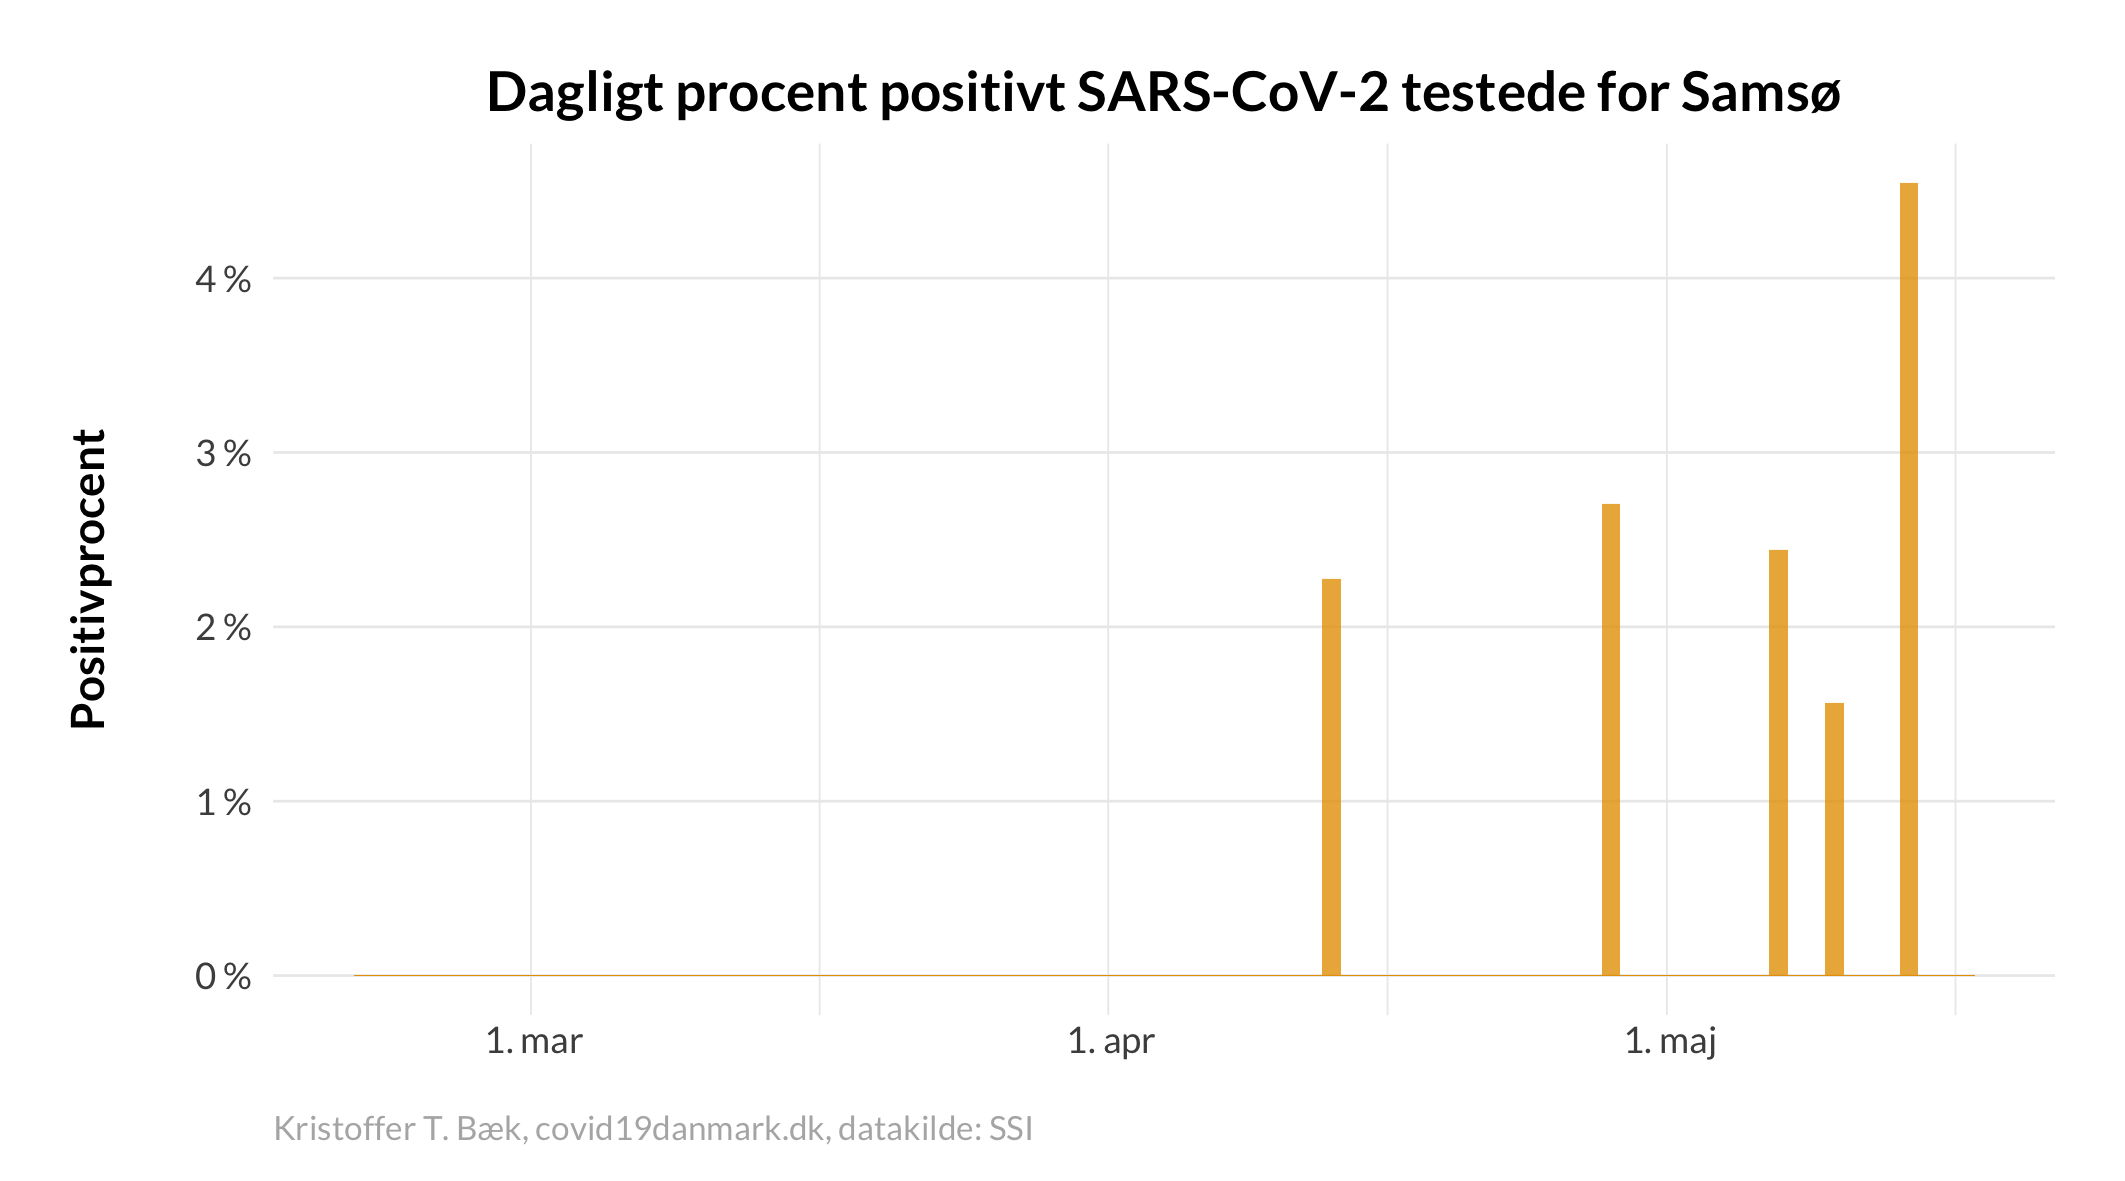 Dagligt procent positivt SARS-CoV-2 testede for Samsø
Positivprocent
4 %
3 %
2 %
1 %
0 %
1. mar
1. apr
1. maj
Kristoffer T. Bæk, covid19danmark.dk, datakilde: SSI